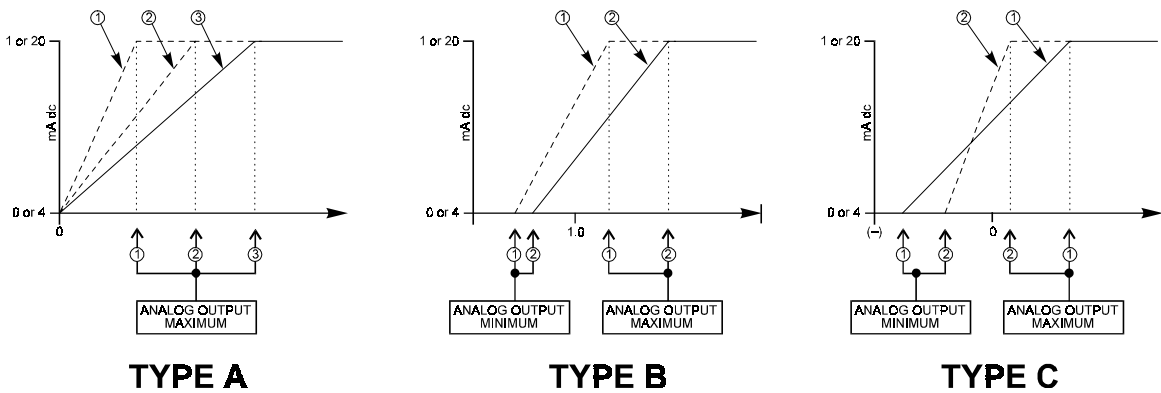 ① ② ③
1 or 20
mA dc
0 or 4
0
① ② ③
ANALOG OUTPUT
MAXIMUM
TYPE A
① ②
1 or 20
mA dc
0 or 4
1.0
① ② ① ②
ANALOG OUTPUT
MINIMUM
ANALOG OUTPUT
MAXIMUM
TYPE B
② ①
1 or 20
mA dc
0 or 4
(–) 0
① ② ② ①
ANALOG OUTPUT
MINIMUM
ANALOG OUTPUT
MAXIMUM
TYPE C